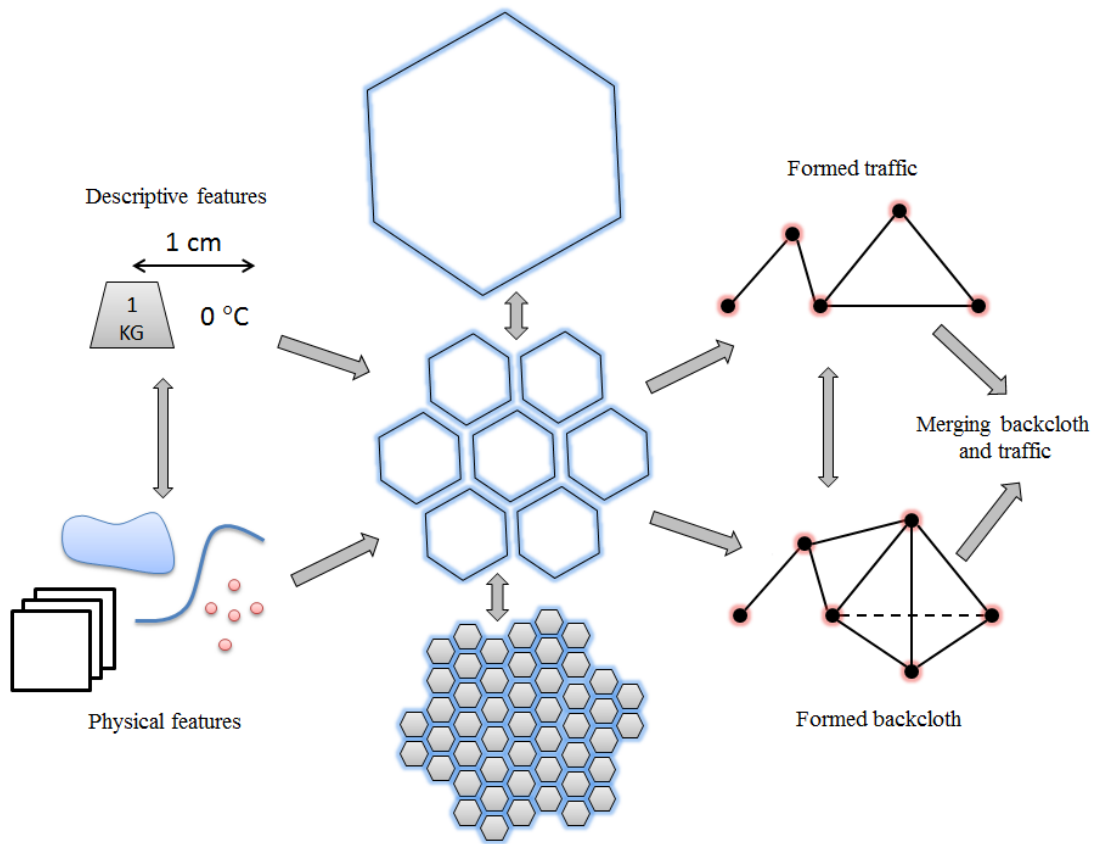 Descriptive features
1 cm
1
KG
0 °C
Physical features
Formed traffic
Merging backcloth
and traffic
Formed backcloth